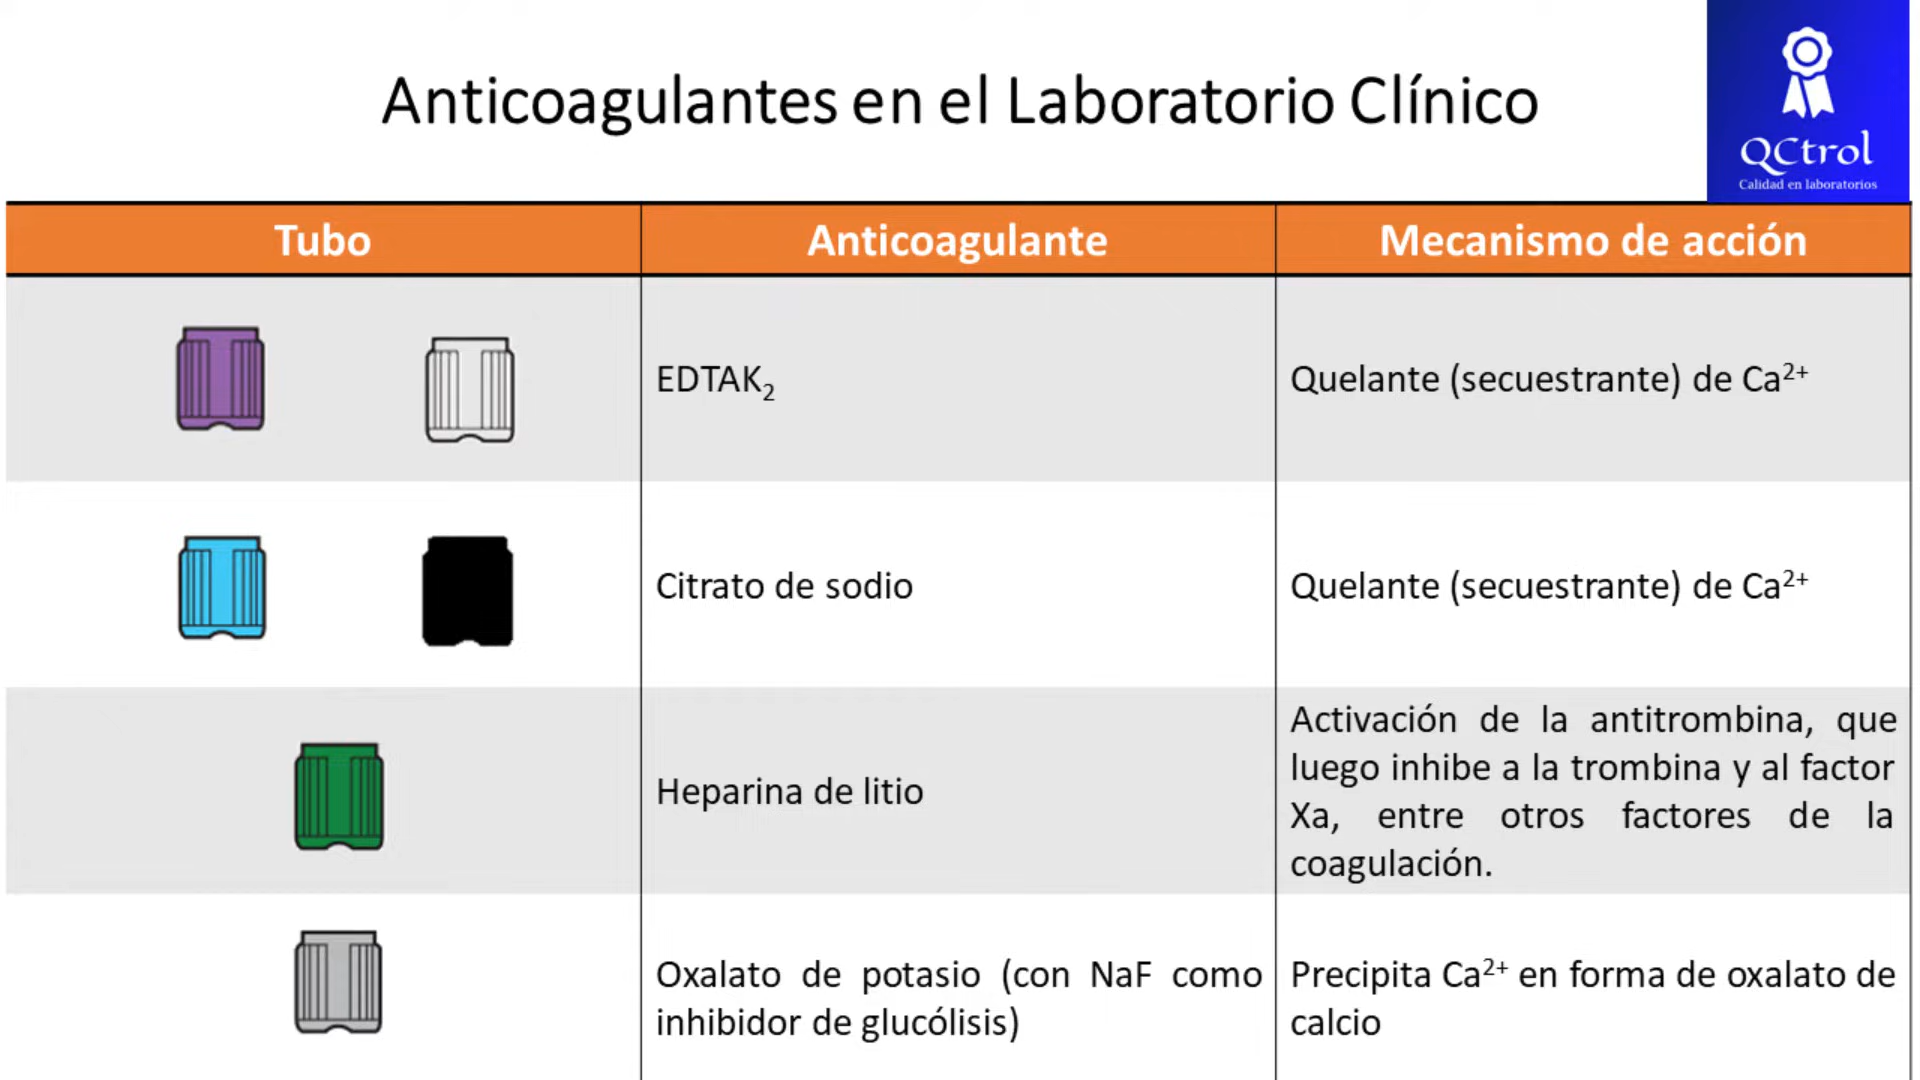 Anticoagulantes en el Laboratorio Clínico
QCtrol
Calidad en laboratorios
Tubo
Anticoagulante
Mecanismo de acción
EDTAK₂
Quelante (secuestrante) de Ca²⁺
Citrato de sodio
Quelante (secuestrante) de Ca²⁺
Heparina de litio
Activación de la antitrombina, que
luego inhibe a la trombina y al factor
Xa, entre otros factores de la
coagulación.
Oxalato de potasio (con NaF como
inhibidor de glucólisis)
Precipita Ca²⁺ en forma de oxalato de
calcio